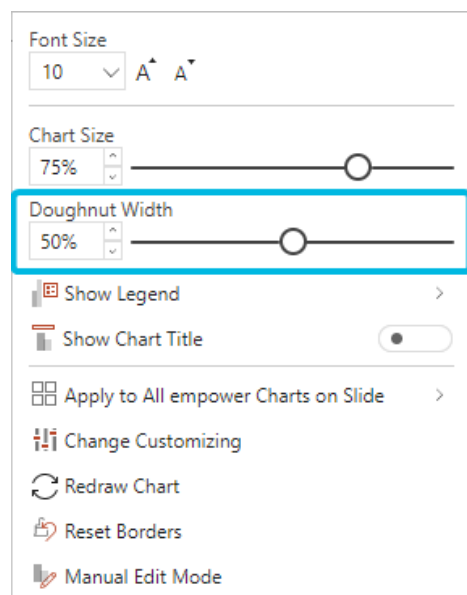 Font Size
10 A A
Chart Size
75%
Doughnut Width
50%
Show Legend
Show Chart Title
Apply to All empower Charts on Slide
Change Customizing
Redraw Chart
Reset Borders
Manual Edit Mode